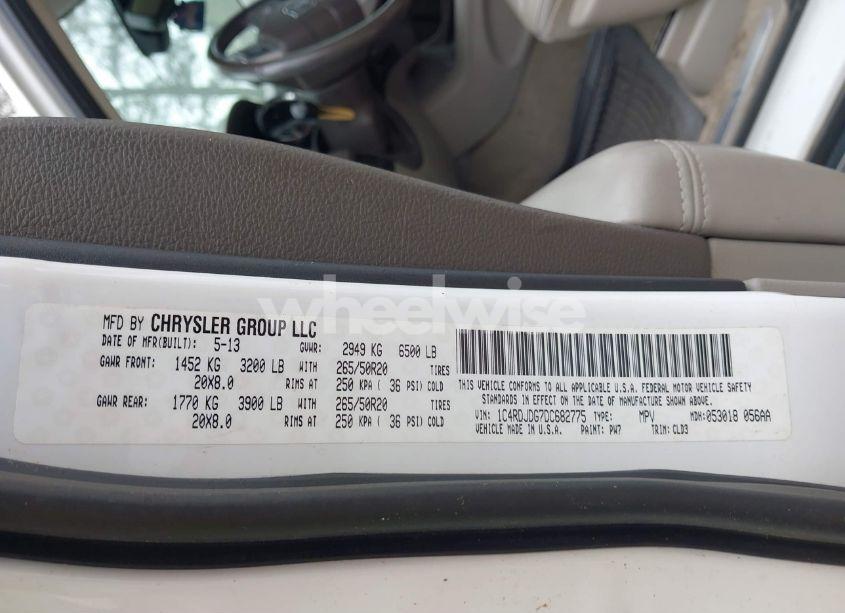 wheelwise
MFD BY CHRYSLER GROUP LLC
DATE OF MFR(BUILT): 5-13 GVWR: 2949 KG 6500 LB
GAWR FRONT: 1452 KG 3200 LB WITH 265/50R20 TIRES
20X8.0 RIMS AT 250 KPA ( 36 PSI) COLD
GAWR REAR: 1770 KG 3900 LB WITH 265/50R20 TIRES
20X8.0 RIMS AT 250 KPA ( 36 PSI) COLD
THIS VEHICLE CONFORMS TO ALL APPLICABLE U.S.A. FEDERAL MOTOR VEHICLE SAFETY
STANDARDS IN EFFECT ON THE DATE OF MANUFACTURE SHOWN ABOVE.
VIN: 1C4RDJDG7DC682775 TYPE: MPV MDH: 053018 056AA
VEHICLE MADE IN U.S.A. PAINT: PW7 TRIM: CLD3